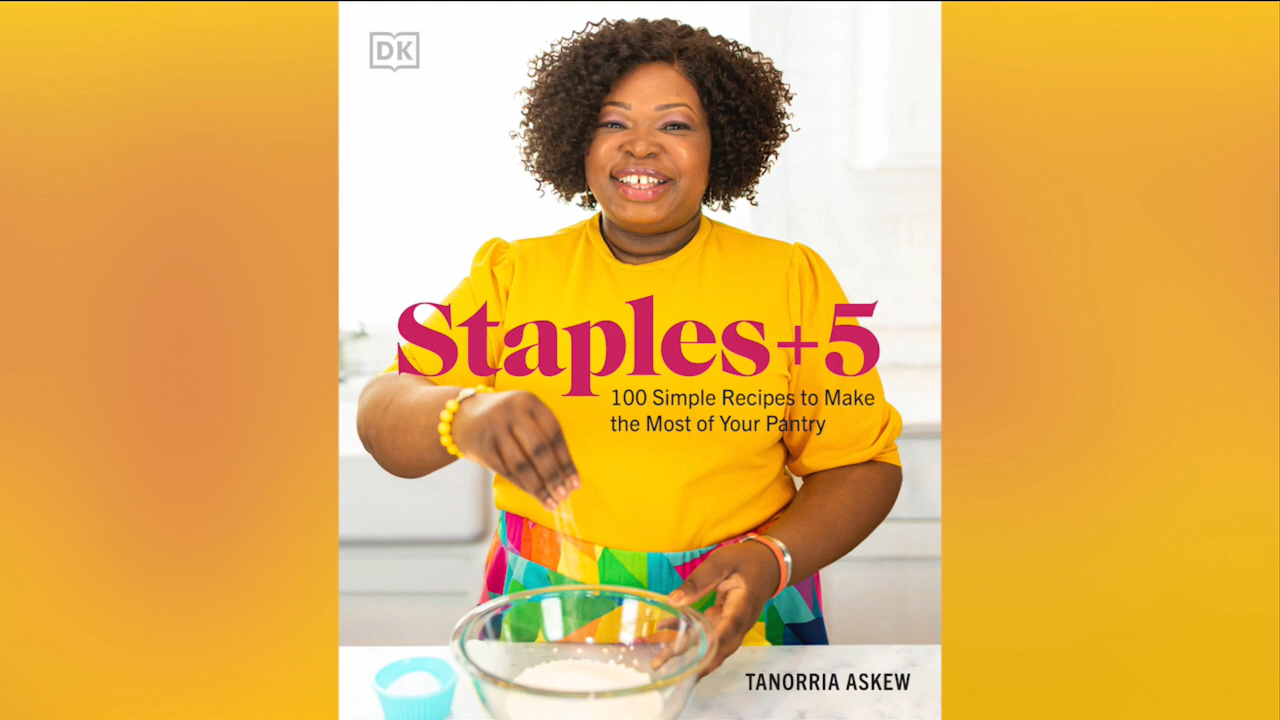 DK
Staples+5
100 Simple Recipes to Make
the Most of Your Pantry
TANORRIA ASKEW